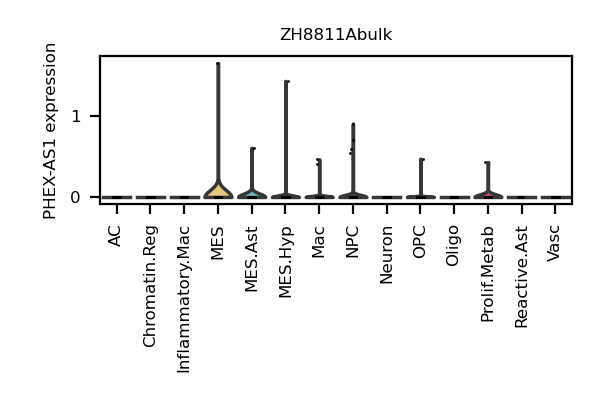 ZH8811Abulk
PHEX-AS1 expression
1
0
AC
Chromatin.Reg
Inflammatory.Mac
MES
MES.Ast
MES.Hyp
Mac
NPC
Neuron
OPC
Oligo
Prolif.Metab
Reactive.Ast
Vasc